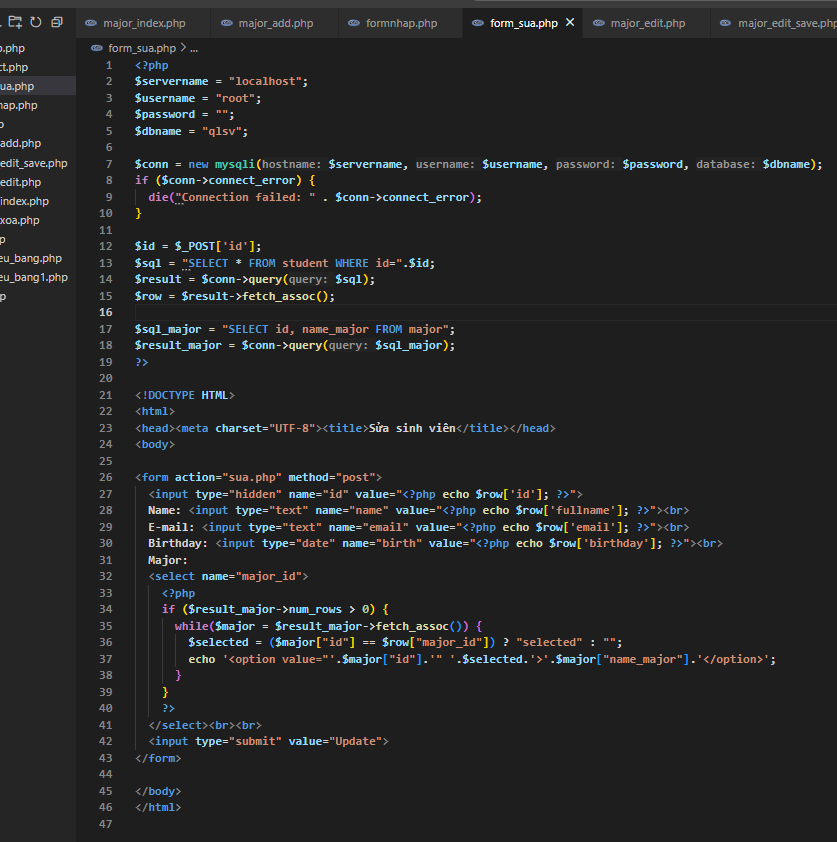 major_index.php
major_add.php
formnhap.php
form_sua.php
major_edit.php
major_edit_save.php
form_sua.php > ...
o.php
ct.php
ua.php
nap.php
o
add.php
edit_save.php
edit.php
index.php
xoa.php
p
eu_bang.php
eu_bang1.php
p
1 <?php
2 $servername = "localhost";
3 $username = "root";
4 $password = "";
5 $dbname = "qlsv";
6
7 $conn = new mysqli(hostname: $servername, username: $username, password: $password, database: $dbname);
8 if ($conn->connect_error) {
9 die("Connection failed: " . $conn->connect_error);
10 }
11
12 $id = $_POST['id'];
13 $sql = "SELECT * FROM student WHERE id=".$id;
14 $result = $conn->query(query: $sql);
15 $row = $result->fetch_assoc();
16
17 $sql_major = "SELECT id, name_major FROM major";
18 $result_major = $conn->query(query: $sql_major);
19 ?>
20
21 <!DOCTYPE HTML>
22 <html>
23 <head><meta charset="UTF-8"><title>Sửa sinh viên</title></head>
24 <body>
25
26 <form action="sua.php" method="post">
27 <input type="hidden" name="id" value="<?php echo $row['id']; ?>">
28 Name: <input type="text" name="name" value="<?php echo $row['fullname']; ?>"><br>
29 E-mail: <input type="text" name="email" value="<?php echo $row['email']; ?>"><br>
30 Birthday: <input type="date" name="birth" value="<?php echo $row['birthday']; ?>"><br>
31 Major:
32 <select name="major_id">
33 <?php
34 if ($result_major->num_rows > 0) {
35 while($major = $result_major->fetch_assoc()) {
36 $selected = ($major["id"] == $row["major_id"]) ? "selected" : "";
37 echo '<option value="'.$major["id"].'" '.$selected.'>'.$major["name_major"].'</option>';
38 }
39 }
40 ?>
41 </select><br><br>
42 <input type="submit" value="Update">
43 </form>
44
45 </body>
46 </html>
47